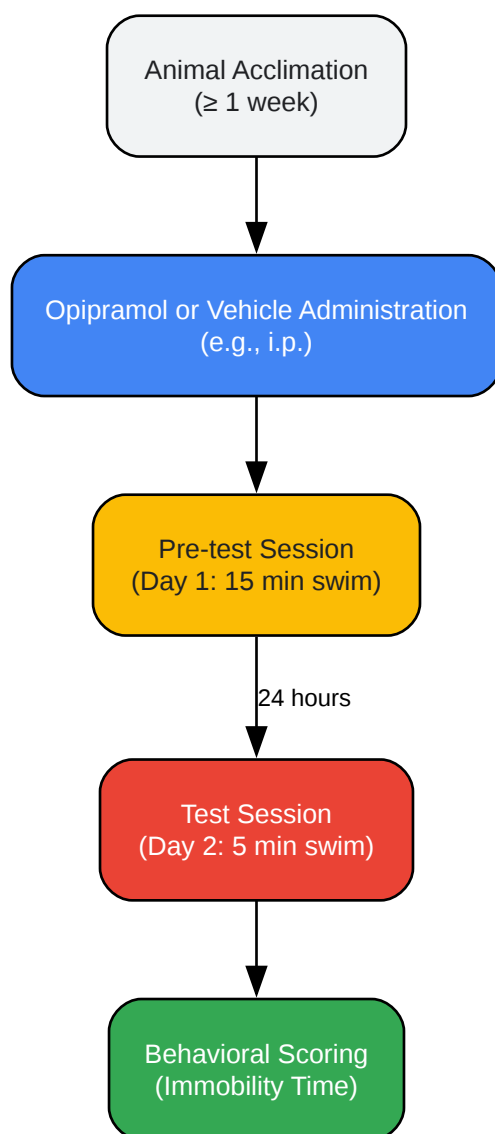 Animal Acclimation
(≥ 1 week)
Opipramol or Vehicle Administration
(e.g., i.p.)
Pre-test Session
(Day 1: 15 min swim)
24 hours
Test Session
(Day 2: 5 min swim)
Behavioral Scoring
(Immobility Time)